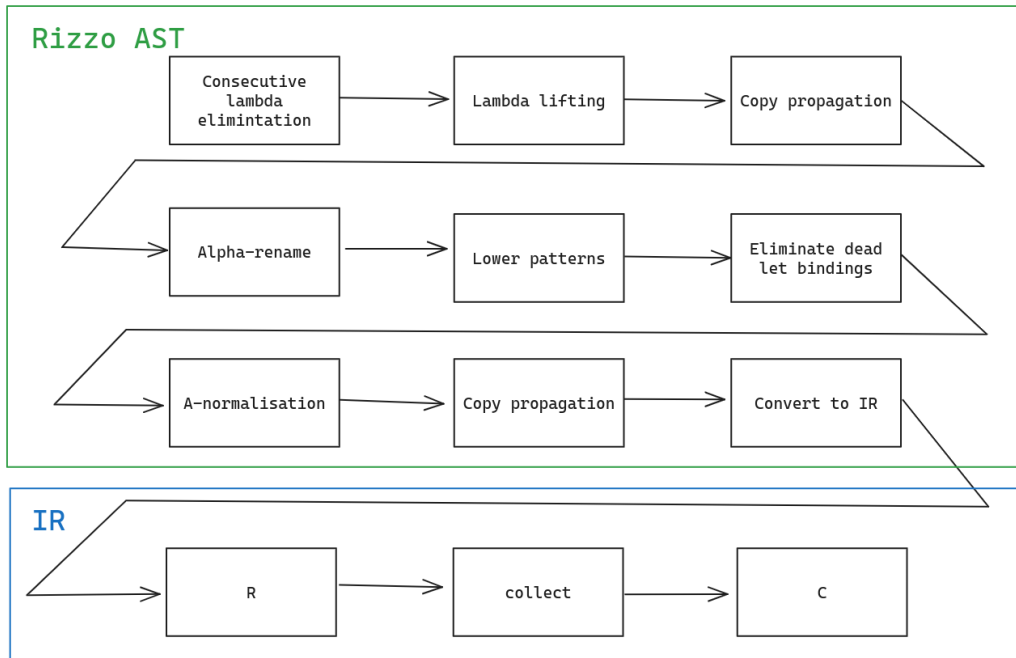 Rizzo AST
Consecutive
lambda
elimintation
Lambda lifting
Copy propagation
Alpha-rename
Lower patterns
Eliminate dead
let bindings
A-normalisation
Copy propagation
Convert to IR
IR
R
collect
C